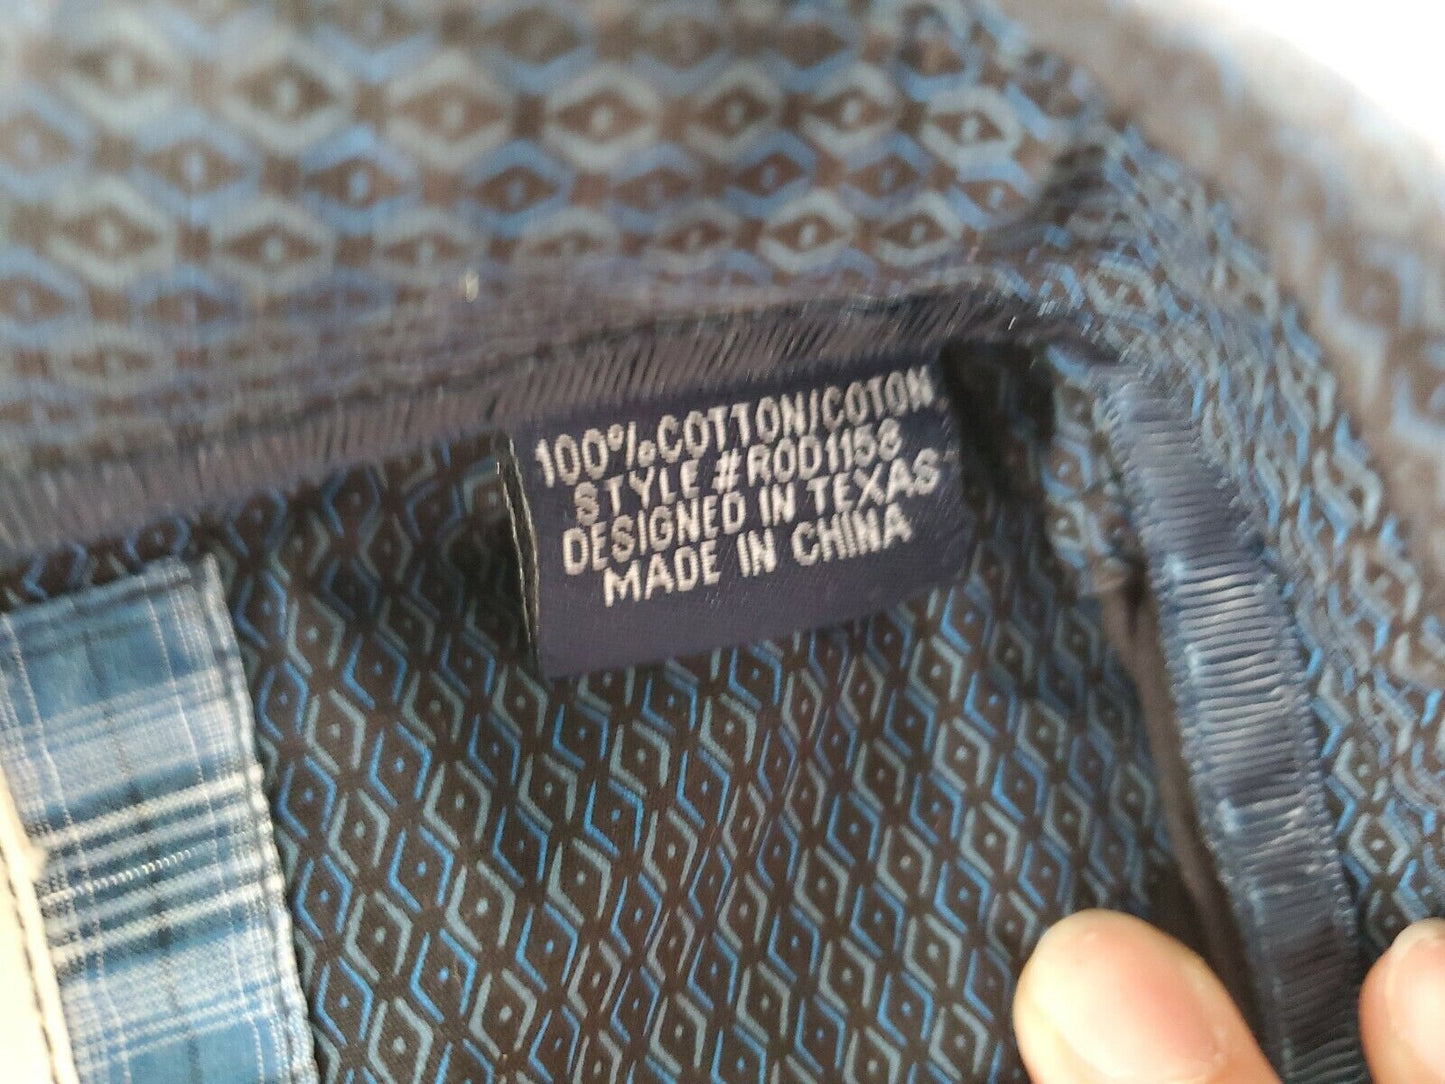 100% COTTON/COTON
STYLE #ROD1158
DESIGNED IN TEXAS
MADE IN CHINA